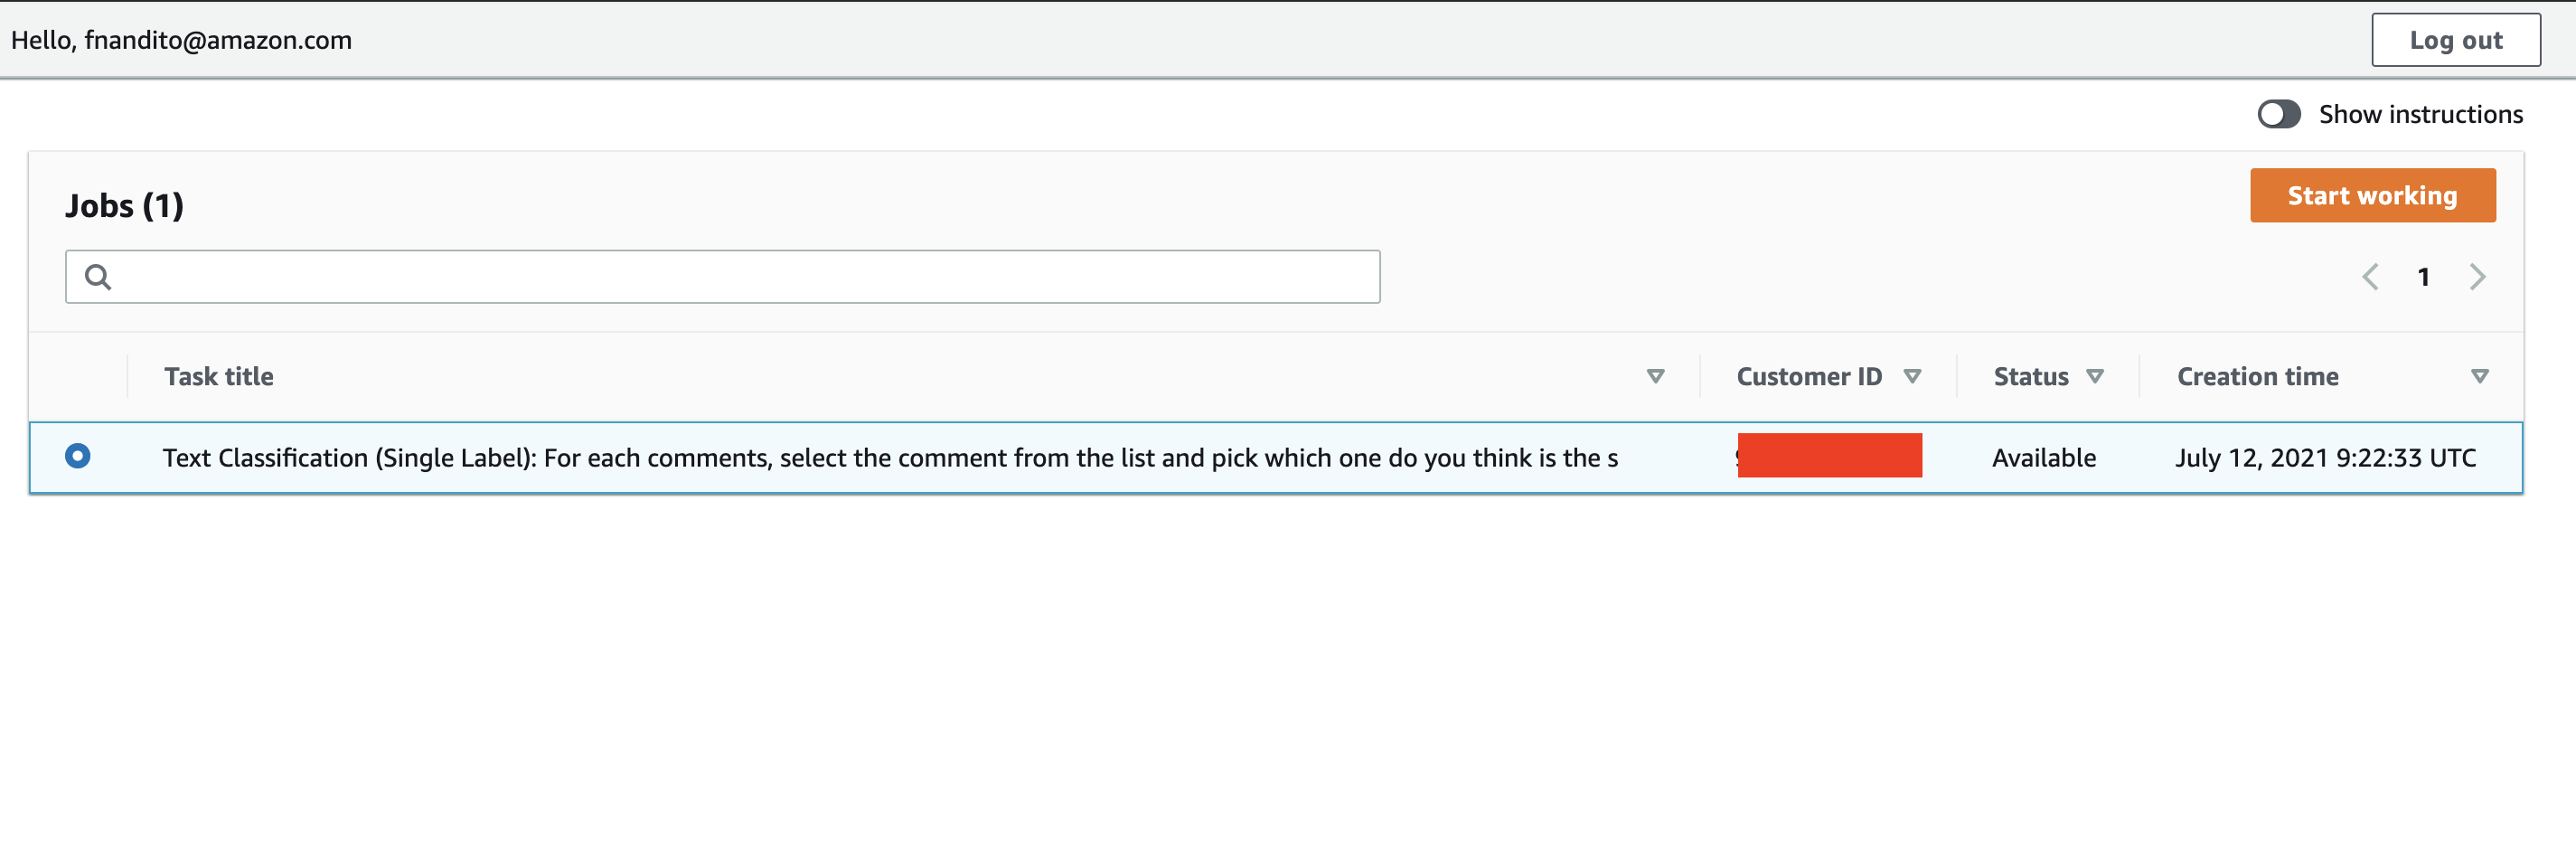 Hello, fnandito@amazon.com
Log out
Show instructions
Jobs (1)
Start working
1
Task title Customer ID Status Creation time
Text Classification (Single Label): For each comments, select the comment from the list and pick which one do you think is the s Available July 12, 2021 9:22:33 UTC